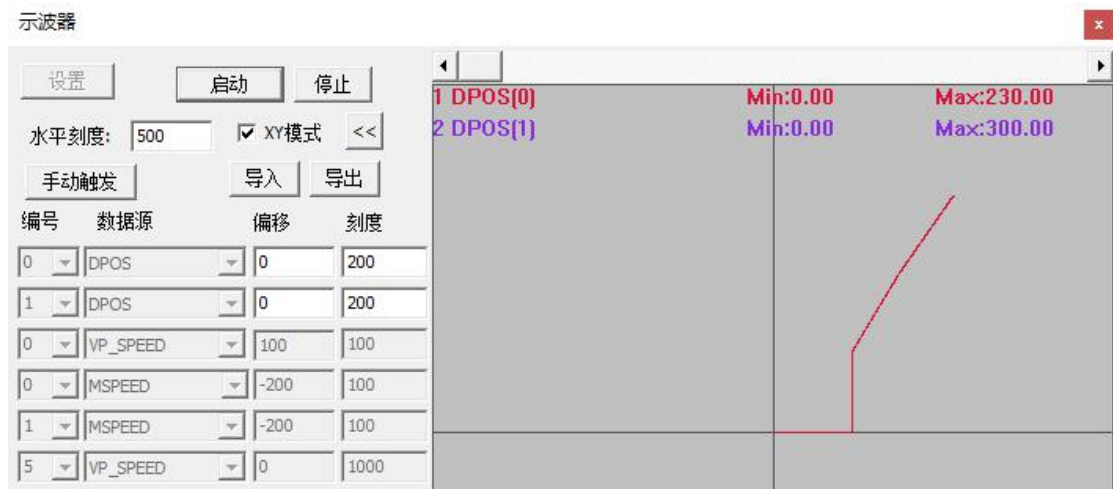 示波器
x
设置 启动 停止
水平刻度: 500 XY模式 <<
手动触发 导入 导出
编号 数据源 偏移 刻度
0 DPOS 0 200
1 DPOS 0 200
0 VP_SPEED 100 100
0 MSPEED -200 100
1 MSPEED -200 100
5 VP_SPEED 0 1000
1 DPOS(0) Min:0.00 Max:230.00
2 DPOS(1) Min:0.00 Max:300.00